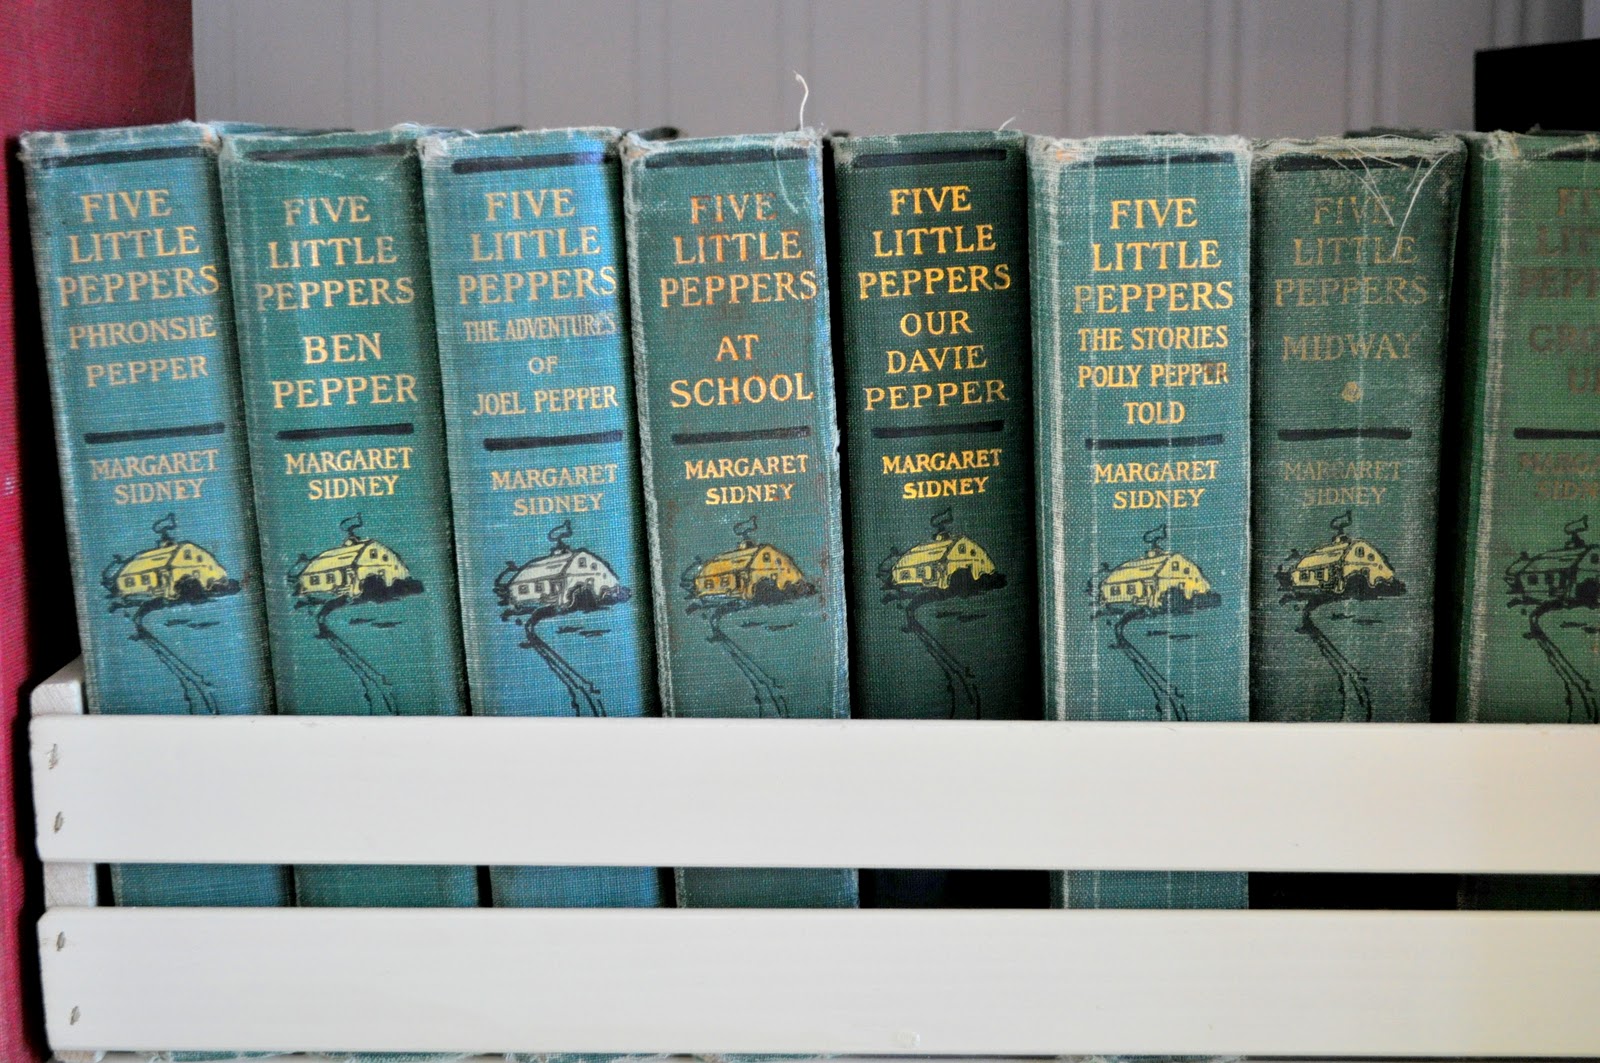 FIVE
LITTLE
PEPPERS
PHRONSIE
PEPPER
MARGARET
SIDNEY
FIVE
LITTLE
PEPPERS
BEN
PEPPER
MARGARET
SIDNEY
FIVE
LITTLE
PEPPERS
THE ADVENTURES
OF
JOEL PEPPER
MARGARET
SIDNEY
FIVE
LITTLE
PEPPERS
AT
SCHOOL
MARGARET
SIDNEY
FIVE
LITTLE
PEPPERS
OUR
DAVIE
PEPPER
MARGARET
SIDNEY
FIVE
LITTLE
PEPPERS
THE STORIES
POLLY PEPPER
TOLD
MARGARET
SIDNEY
FIVE
LITTLE
PEPPERS
MIDWAY
MARGARET
SIDNEY